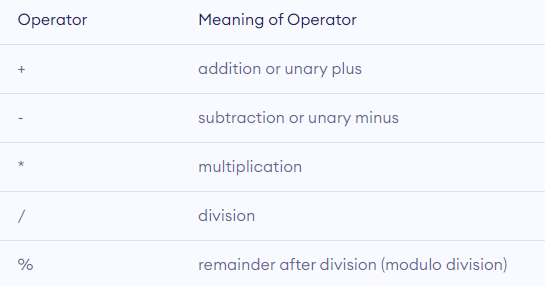 Operator Meaning of Operator
+ addition or unary plus
- subtraction or unary minus
* multiplication
/ division
% remainder after division (modulo division)